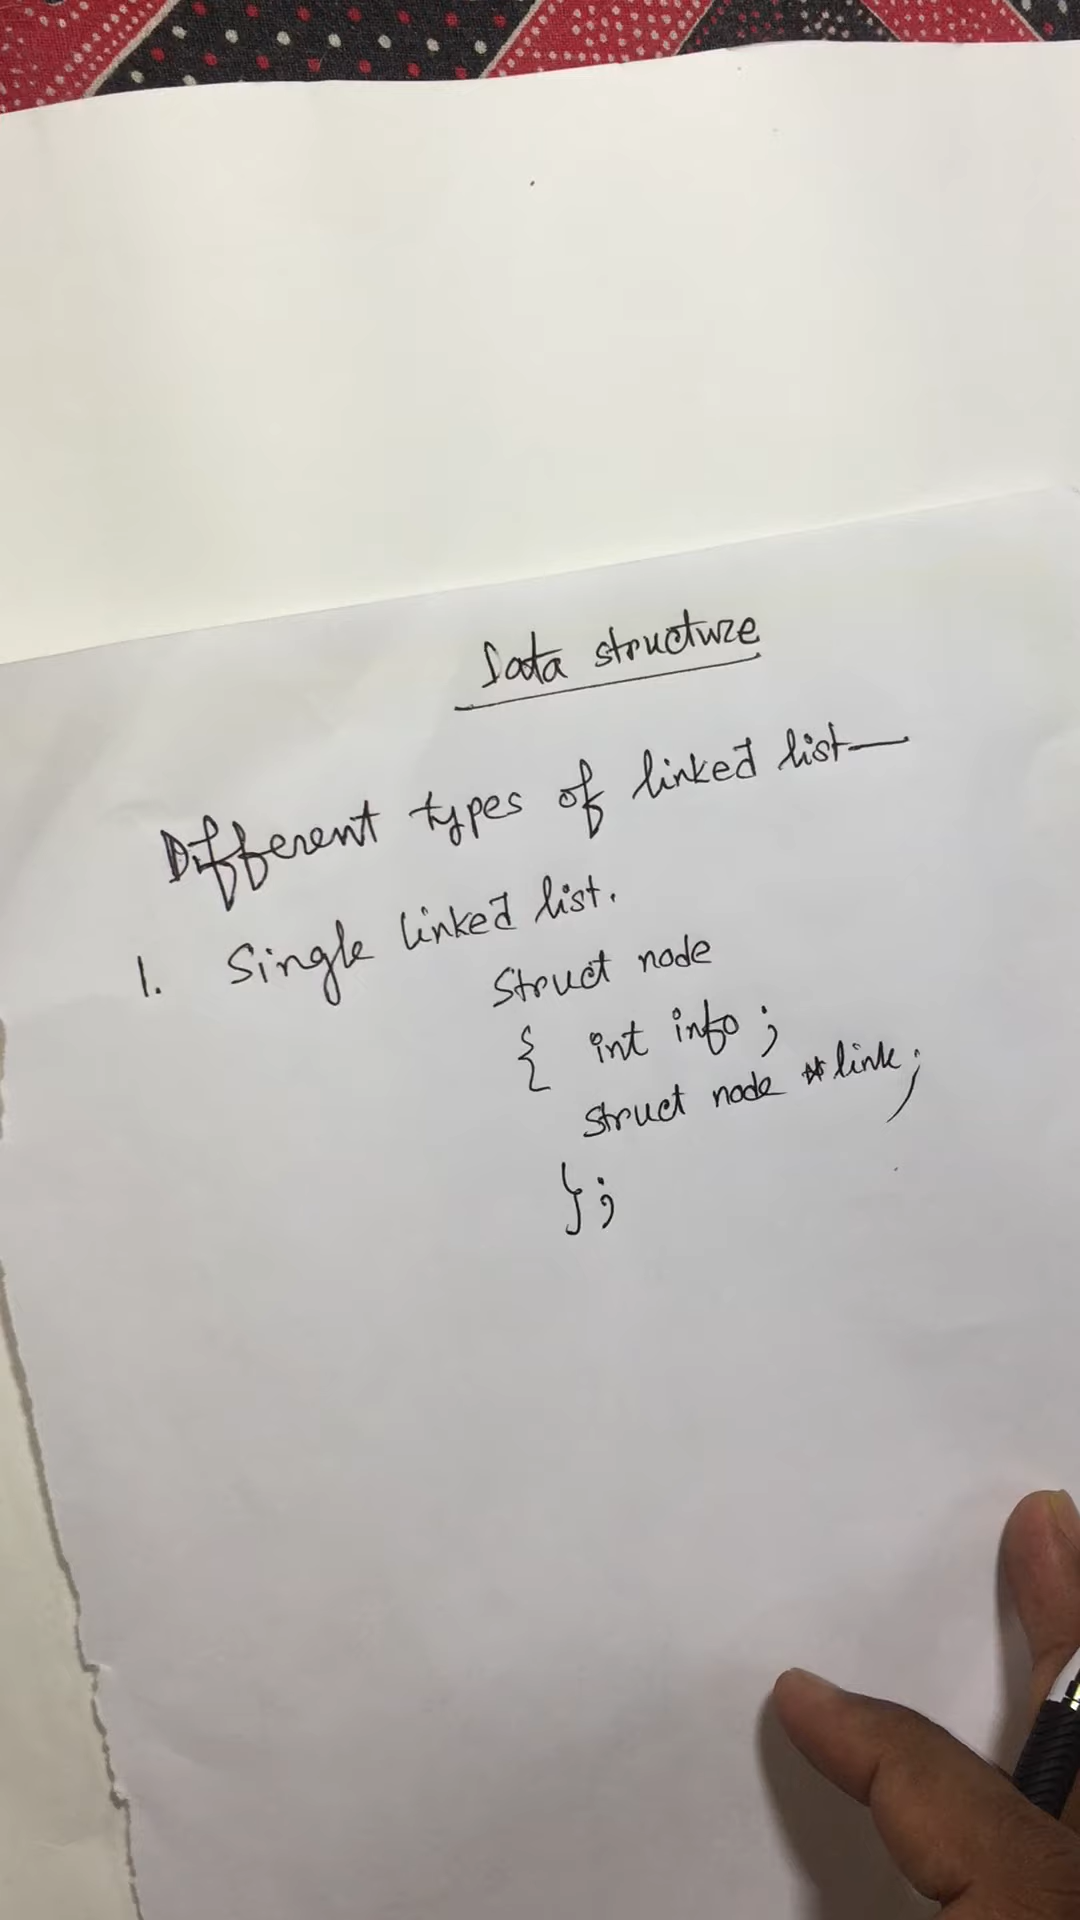 Data structure
Different types of linked list—
1. Single linked list.
Struct node
{ int info ;
struct node * link ;
} ;